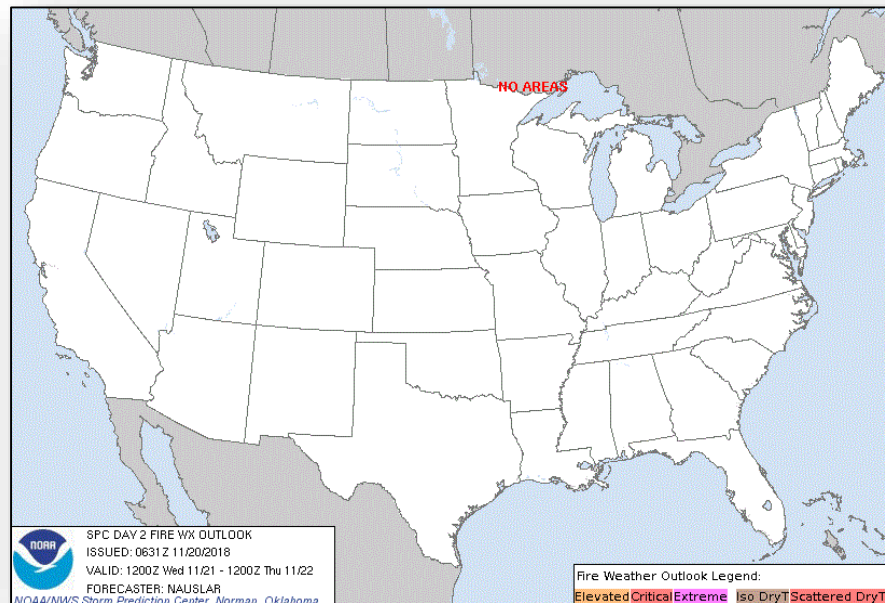 NO AREAS
NOAA
SPC DAY 2 FIRE WX OUTLOOK
ISSUED: 0631Z 11/20/2018
VALID: 1200Z Wed 11/21 - 1200Z Thu 11/22
FORECASTER: NAUSLAR
NOAA/NWS Storm Prediction Center, Norman, Oklahoma
Fire Weather Outlook Legend:
Elevated Critical Extreme Iso DryT Scattered DryT